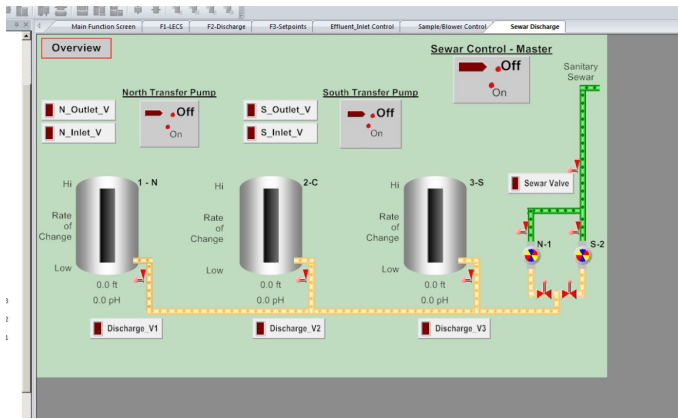 Main Function Screen F1-LECS F2-Discharge F3-Setpoints Effluent_Inlet Control Sample/Blower Control Sewar Discharge
Overview
Sewar Control - Master
Off
On
Sanitary
Sewar
North Transfer Pump
South Transfer Pump
N_Outlet_V
Off
S_Outlet_V
Off
N_Inlet_V
On
S_Inlet_V
On
Sewar Valve
Hi
1 - N
Hi
2-C
Hi
3-S
Rate
of
Change
Rate
of
Change
Rate
of
Change
N-1
S-2
Low
Low
Low
0.0 ft
0.0 ft
0.0 ft
0.0 pH
0.0 pH
0.0 pH
Discharge_V1
Discharge_V2
Discharge_V3
3
2
1